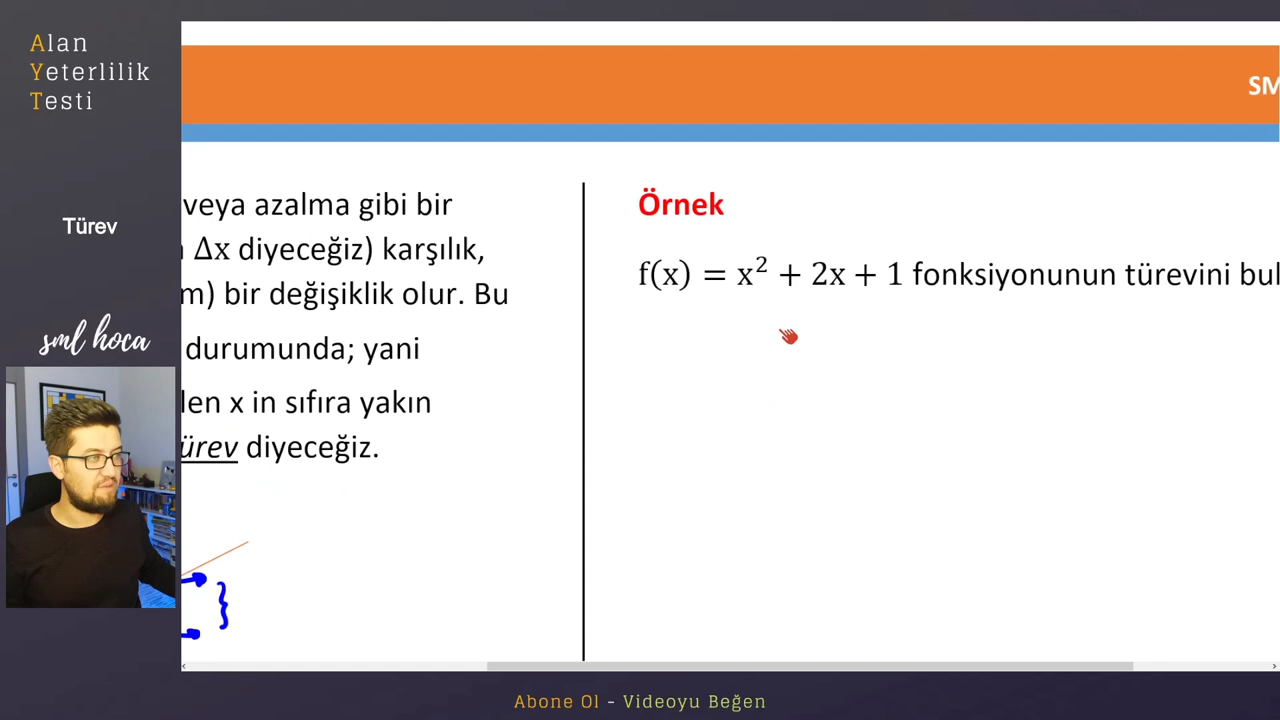 Alan
Yeterlilik
Testi
Türev
sml hoca
SM
veya azalma gibi bir
Δx diyeceğiz) karşılık,
m) bir değişiklik olur. Bu
durumunda; yani
len x in sıfıra yakın
ürev diyeceğiz.
Örnek
f(x) = x² + 2x + 1 fonksiyonunun türevini bul
Abone Ol - Videoyu Beğen